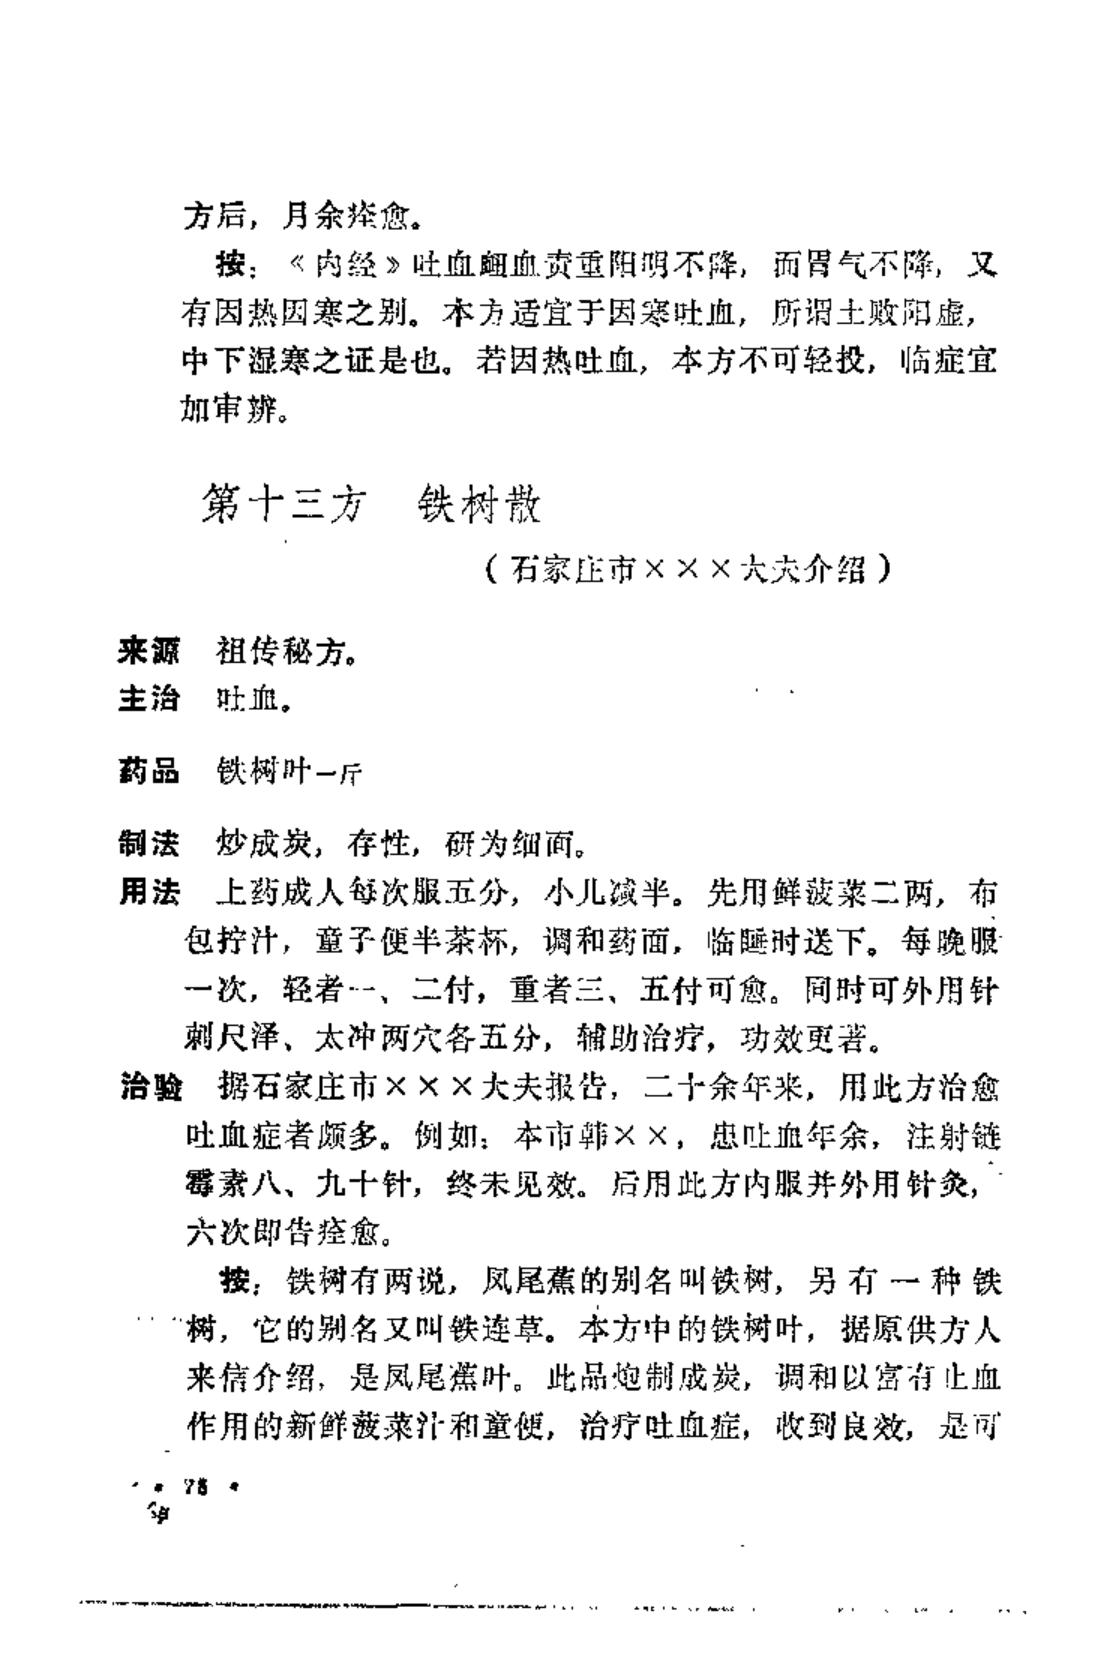 方后，月余痊愈。
按：《内经》吐血衄血责重阳明不降，而胃气不降，又
有因热因寒之别。本方适宜于因寒吐血，所谓土败阳虚，
中下湿寒之证是也。若因热吐血，本方不可轻投，临症宜
加审辨。
第十三方　铁树散
（石家庄市×××大夫介绍）
来源　祖传秘方。
主治　吐血。
药品　铁树叶一斤
制法　炒成炭，存性，研为细面。
用法　上药成人每次服五分，小儿减半。先用鲜菠菜二两，布
包拧汁，童子便半茶杯，调和药面，临睡时送下。每晚服
一次，轻者一、二付，重者三、五付可愈。同时可外用针
刺尺泽、太冲两穴各五分，辅助治疗，功效更著。
治验　据石家庄市×××大夫报告，二十余年来，用此方治愈
吐血症者颇多。例如：本市韩××，患吐血年余，注射链
霉素八、九十针，终未见效。后用此方内服并外用针灸，
六次即告痊愈。
按：铁树有两说，凤尾蕉的别名叫铁树，另有一种铁
树，它的别名又叫铁连草。本方中的铁树叶，据原供方人
来信介绍，是凤尾蕉叶。此品炮制成炭，调和以富有止血
作用的新鲜菠菜汁和童便，治疗吐血症，收到良效，是可